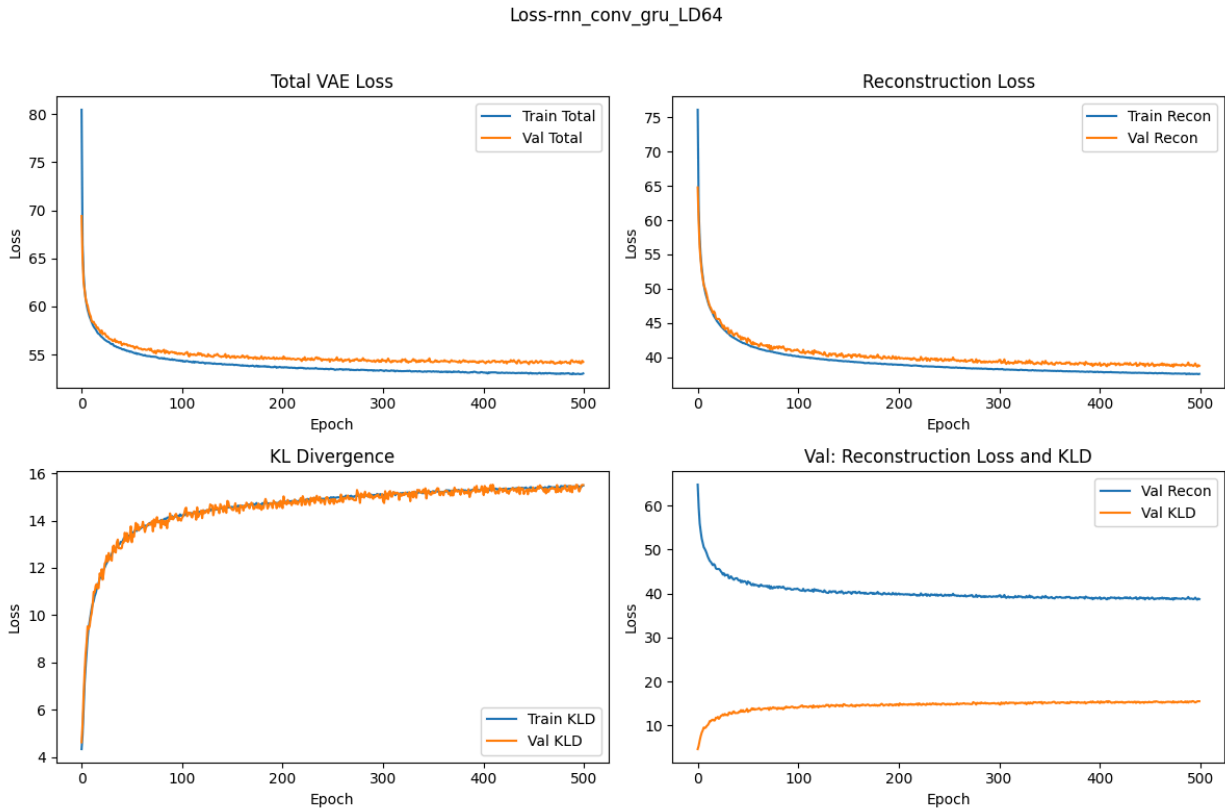 Loss-rnn_conv_gru_LD64
Total VAE Loss
Loss
80
75
70
65
60
55
Train Total
Val Total
0 100 200 300 400 500
Epoch
Reconstruction Loss
Loss
75
70
65
60
55
50
45
40
Train Recon
Val Recon
0 100 200 300 400 500
Epoch
KL Divergence
Loss
16
14
12
10
8
6
4
Train KLD
Val KLD
0 100 200 300 400 500
Epoch
Val: Reconstruction Loss and KLD
Loss
60
50
40
30
20
10
Val Recon
Val KLD
0 100 200 300 400 500
Epoch